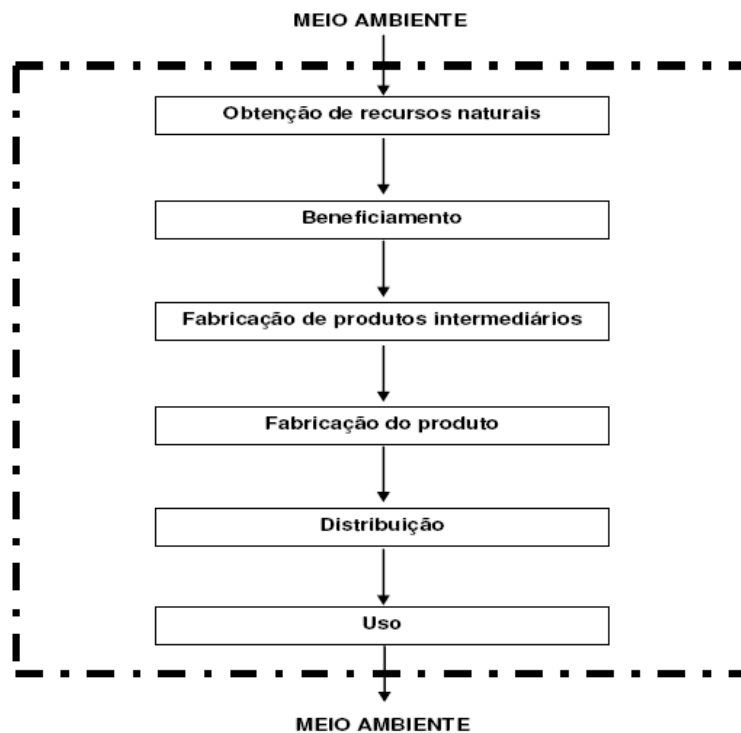 MEIO AMBIENTE
Obtenção de recursos naturais
Beneficiamento
Fabricação de produtos intermediários
Fabricação do produto
Distribuição
Uso
MEIO AMBIENTE